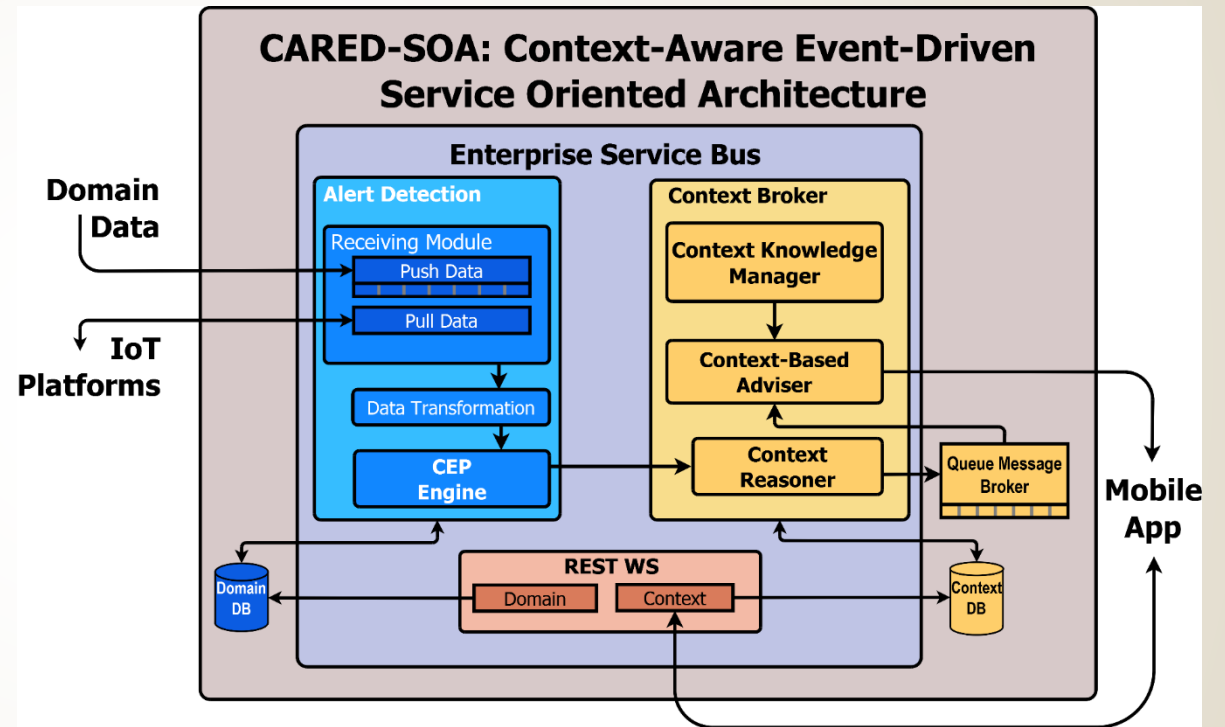 CARED-SOA: Context-Aware Event-Driven
Service Oriented Architecture
Enterprise Service Bus
Domain
Data
IoT
Platforms
Alert Detection
Receiving Module
Push Data
Pull Data
Data Transformation
CEP
Engine
Context Broker
Context Knowledge
Manager
Context-Based
Adviser
Context
Reasoner
Queue Message
Broker
Mobile
App
REST WS
Domain
Context
Domain
DB
Context
DB